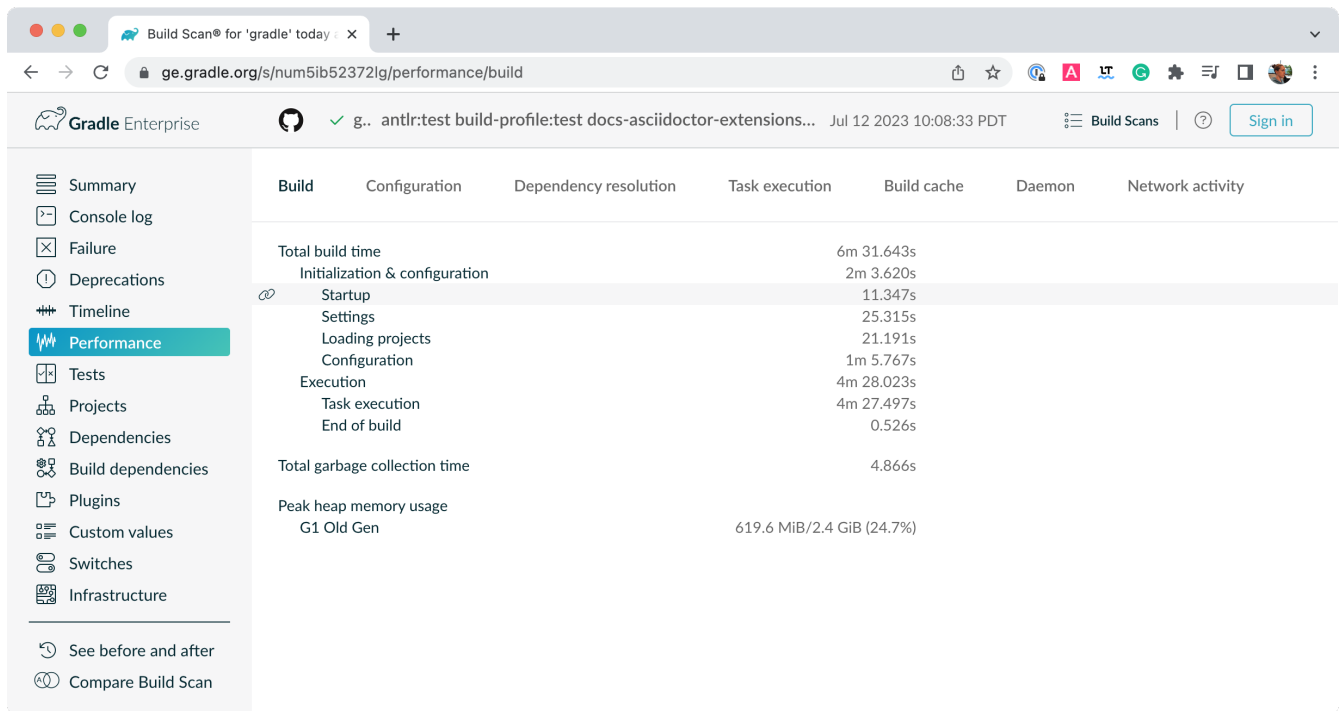 Build Scan® for 'gradle' today
ge.gradle.org/s/num5ib52372lg/performance/build
Gradle Enterprise
g.. antlr:test build-profile:test docs-asciidoctor-extensions... Jul 12 2023 10:08:33 PDT
Build Scans
Sign in
Summary
Console log
Failure
Deprecations
Timeline
Performance
Tests
Projects
Dependencies
Build dependencies
Plugins
Custom values
Switches
Infrastructure
See before and after
Compare Build Scan
Build Configuration Dependency resolution Task execution Build cache Daemon Network activity
Total build time 6m 31.643s
Initialization & configuration 2m 3.620s
Startup 11.347s
Settings 25.315s
Loading projects 21.191s
Configuration 1m 5.767s
Execution 4m 28.023s
Task execution 4m 27.497s
End of build 0.526s
Total garbage collection time 4.866s
Peak heap memory usage
G1 Old Gen 619.6 MiB/2.4 GiB (24.7%)